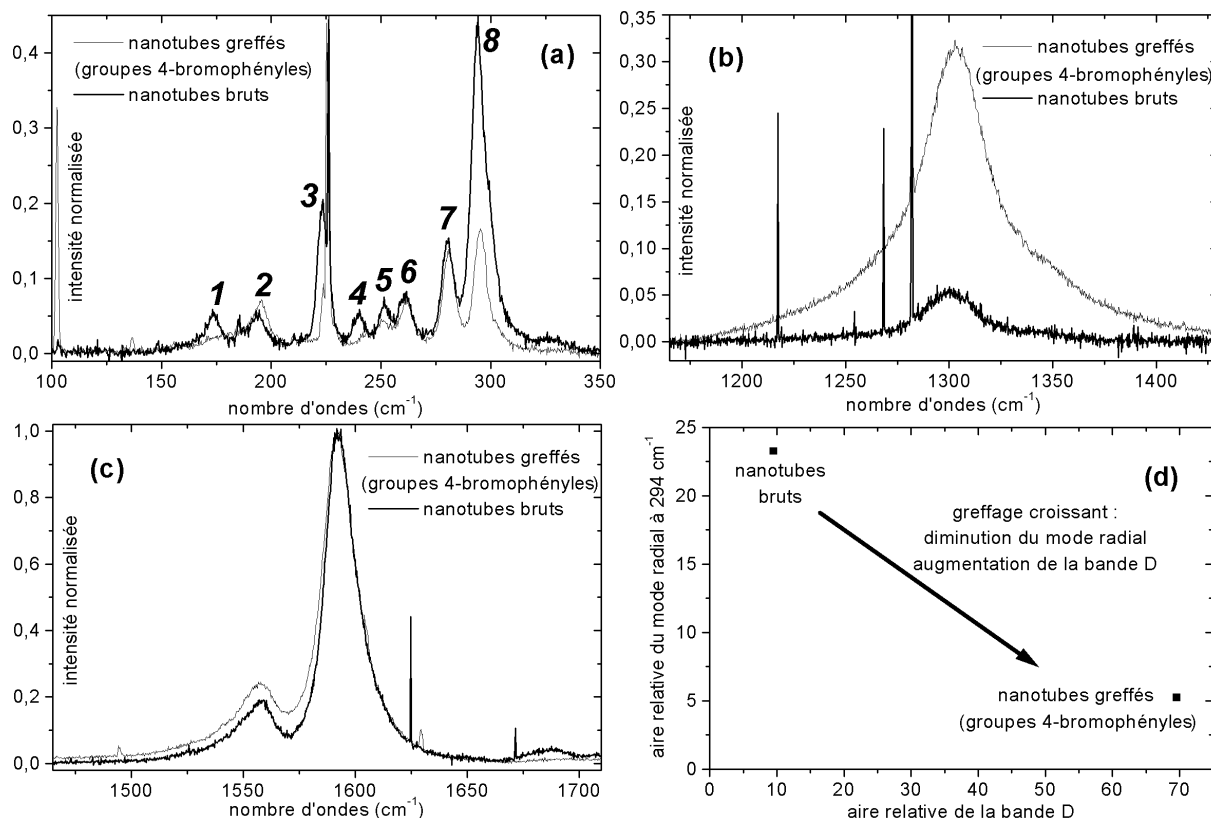 (a)
nanotubes greffés
(groupes 4-bromophényles)
nanotubes bruts
intensité normalisée
0,4
0,3
0,2
0,1
0,0
1
2
3
4
5
6
7
8
100
150
200
250
300
350
nombre d'ondes (cm-1)
(b)
nanotubes greffés
(groupes 4-bromophényles)
nanotubes bruts
intensité normalisée
0,35
0,30
0,25
0,20
0,15
0,10
0,05
0,00
1200
1250
1300
1350
1400
nombre d'ondes (cm-1)
(c)
nanotubes greffés
(groupes 4-bromophényles)
nanotubes bruts
intensité normalisée
1,0
0,8
0,6
0,4
0,2
0,0
1500
1550
1600
1650
1700
nombre d'ondes (cm-1)
(d)
aire relative du mode radial à 294 cm-1
25
20
15
10
5
0
nanotubes
bruts
greffage croissant :
diminution du mode radial
augmentation de la bande D
nanotubes greffés
(groupes 4-bromophényles)
0
10
20
30
40
50
60
70
aire relative de la bande D